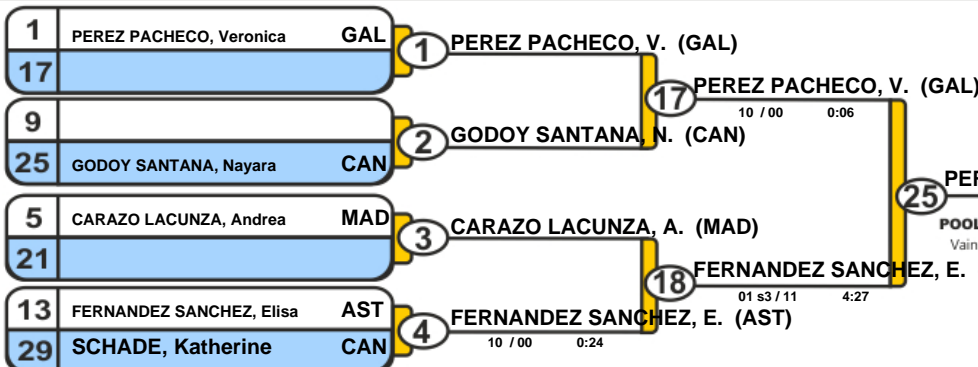 1 PEREZ PACHECO, Veronica GAL
17
9
25 GODOY SANTANA, Nayara CAN
5 CARAZO LACUNZA, Andrea MAD
21
13 FERNANDEZ SANCHEZ, Elisa AST
29 SCHADE, Katherine CAN
1 PEREZ PACHECO, V. (GAL)
2 GODOY SANTANA, N. (CAN)
3 CARAZO LACUNZA, A. (MAD)
4 FERNANDEZ SANCHEZ, E. (AST)
10 / 00 0:24
17 PEREZ PACHECO, V. (GAL)
10 / 00 0:06
18 FERNANDEZ SANCHEZ, E.
01 s3 / 11 4:27
25 PER
POOL
Vain